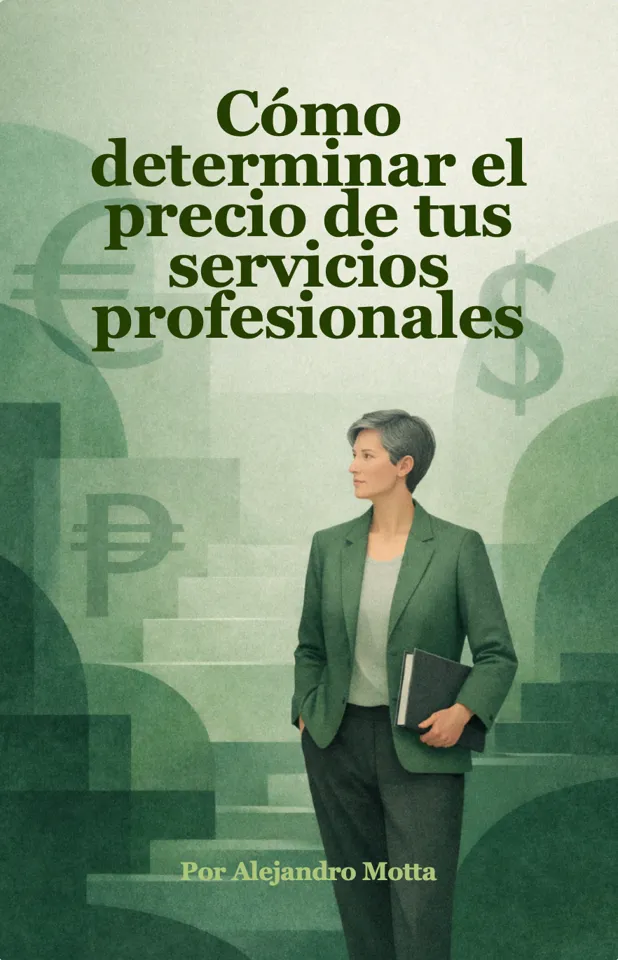 Cómo
determinar el
precio de tus
servicios
profesionales
€
$
₱
Por Alejandro Motta